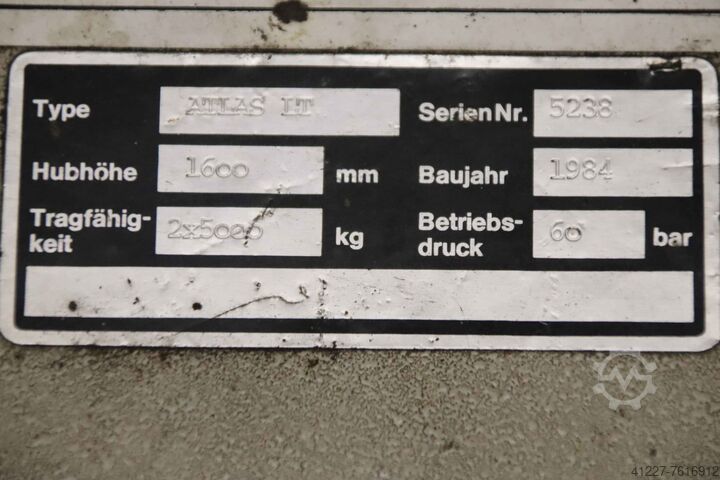 Type ATLAS LT Serien Nr. 5238
Hubhöhe 1600 mm Baujahr 1984
Tragfähig- Betriebs-
keit 2x5000 kg druck 60 bar
41227-7616912